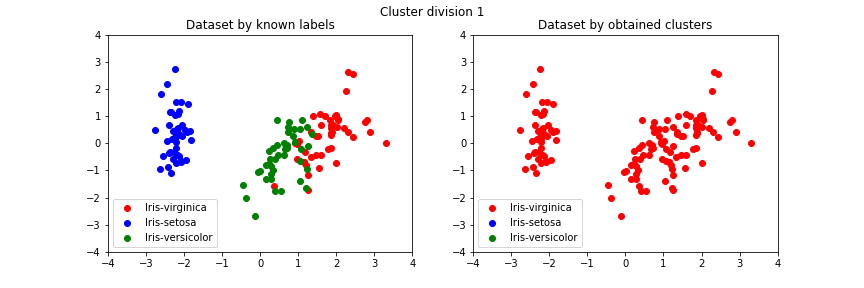 Cluster division 1
Dataset by known labels
4
3
2
1
0
−1
−2
−3
−4
−4 −3 −2 −1 0 1 2 3 4
Iris-virginica
Iris-setosa
Iris-versicolor
Dataset by obtained clusters
4
3
2
1
0
−1
−2
−3
−4
−4 −3 −2 −1 0 1 2 3 4
Iris-virginica
Iris-setosa
Iris-versicolor